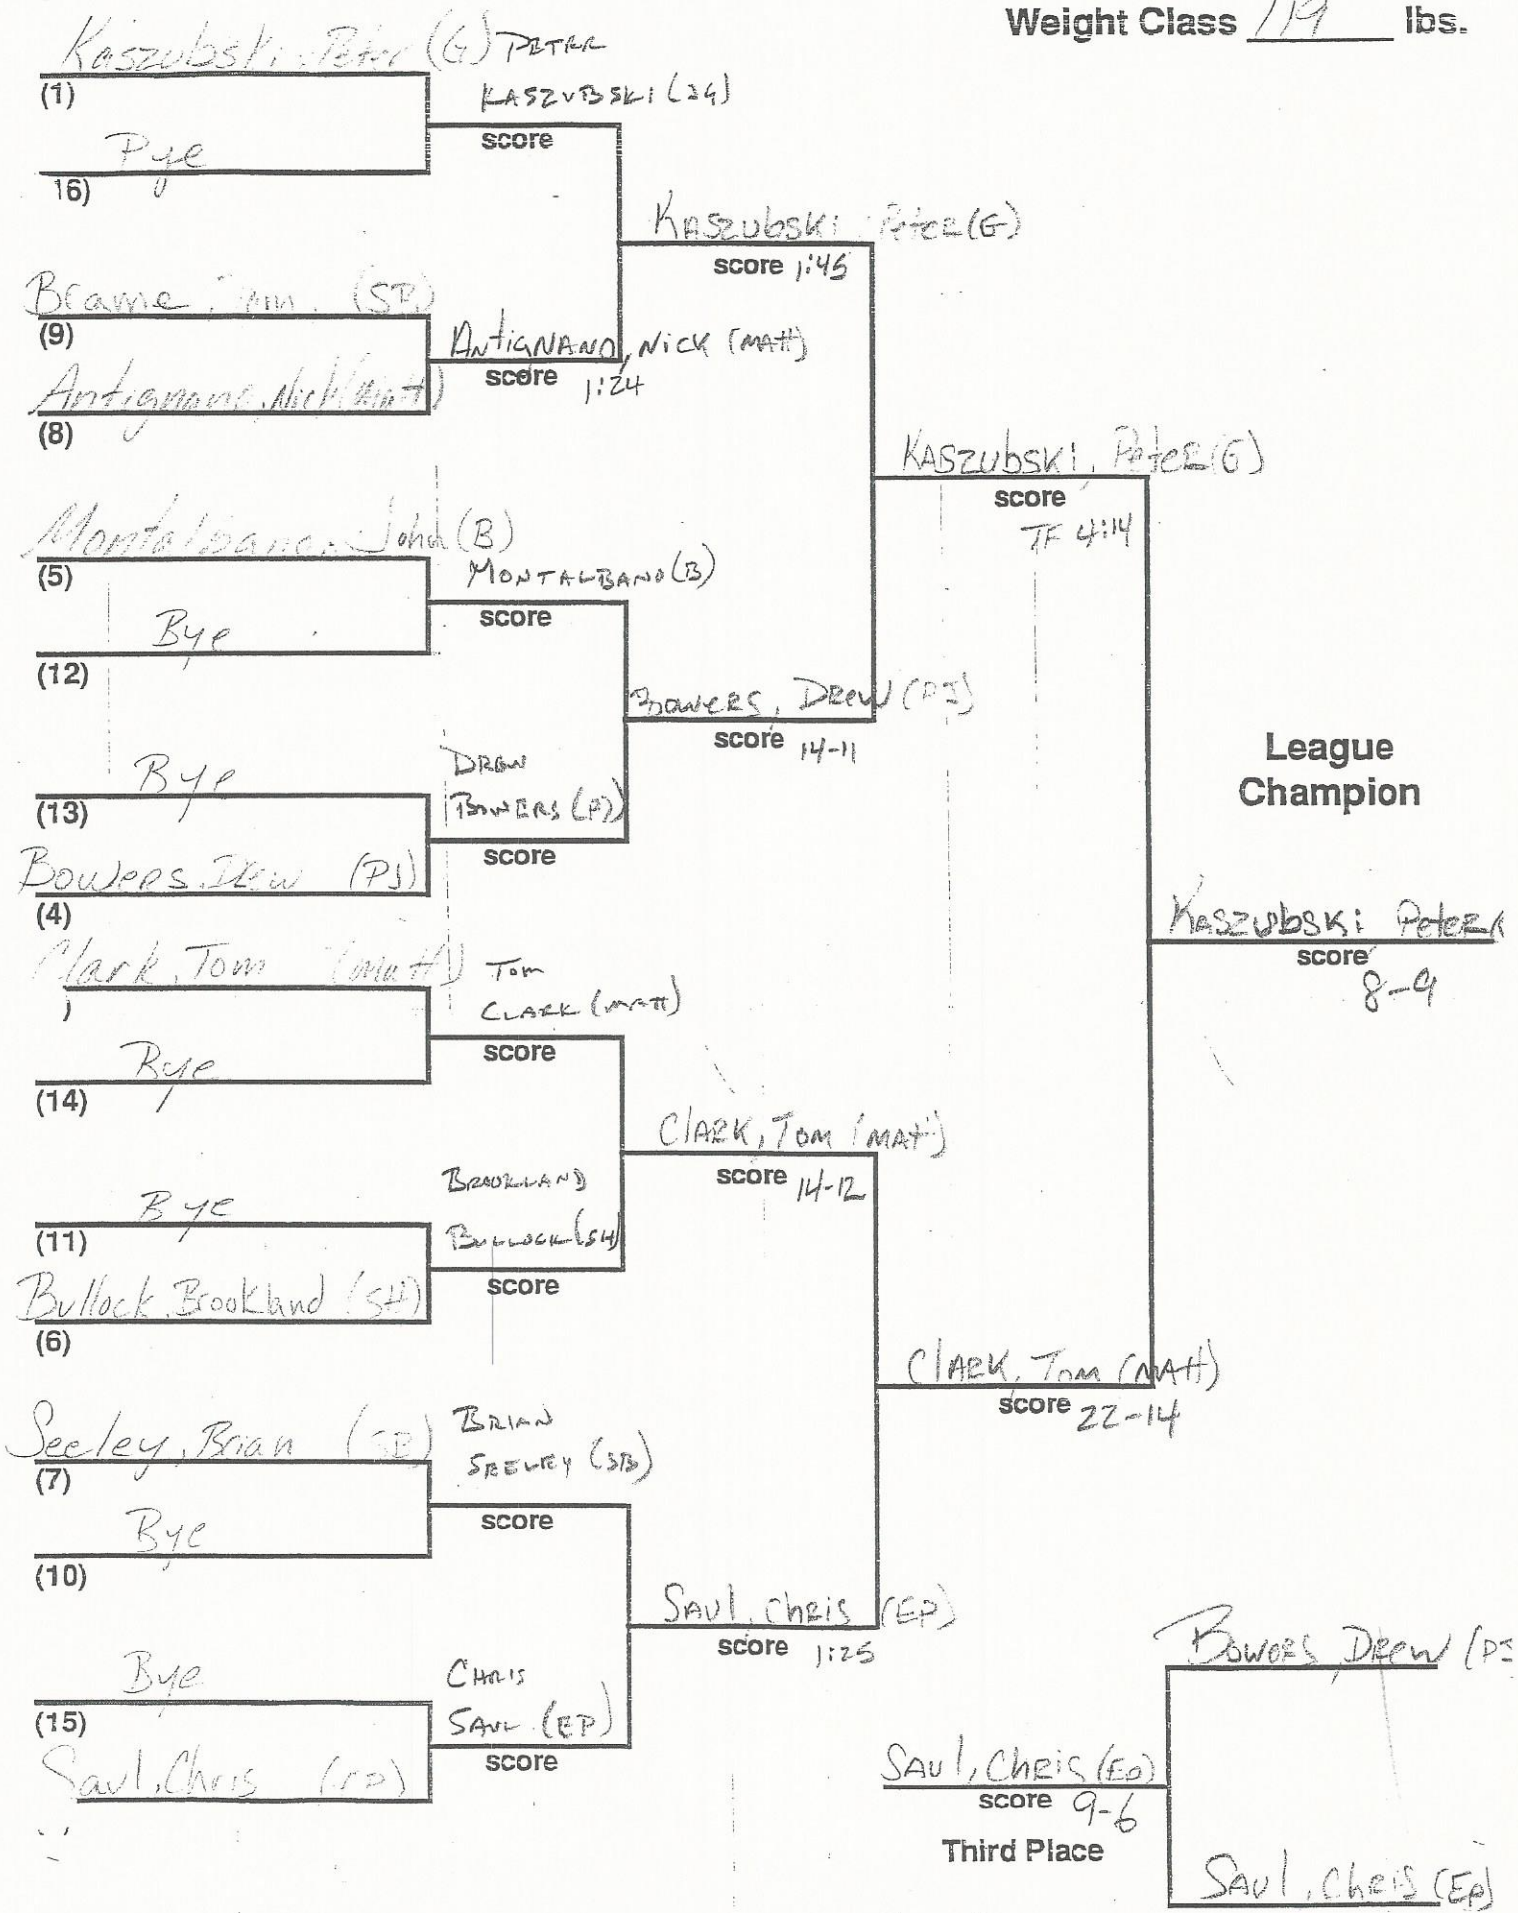 Weight Class 119 lbs.
Kaszubski, Peter (G)
PETER
KASZUBSKI
(1)
score
Bye
16)
Kaszubski Peter (G)
score 1:45
Brame
(9)
Antignano, Nick (Matt)
score 1:24
Antignano, Nick (Matt)
(8)
Kaszubski, Peter (G)
score
TF 4:14
Montalbano, John (B)
(5)
Montalbano (B)
score
Bye
(12)
Bowers, Drew (PJ)
score 14-11
League
Champion
Bye
(13)
Drew
Bowers (PJ)
score
Bowers, Drew (PJ)
(4)
Kaszubski Peter
score
8-9
Clark, Tom (Matt)
)
Tom
Clark (Matt)
score
Bye
(14)
Clark, Tom (Matt)
score 14-12
Bye
(11)
Brookland
Bullock (SH)
score
Bullock, Brookland (SH)
(6)
Clark, Tom (Matt)
score 22-14
Seeley, Brian (SB)
(7)
Brian
Seeley (SB)
score
Bye
(10)
Saul, Chris (EP)
score 1:25
Bye
(15)
Chris
Saul (EP)
score
Saul, Chris
Bowers, Drew
Saul, Chris (EP)
score 9-6
Third Place
Saul, Chris (EP)